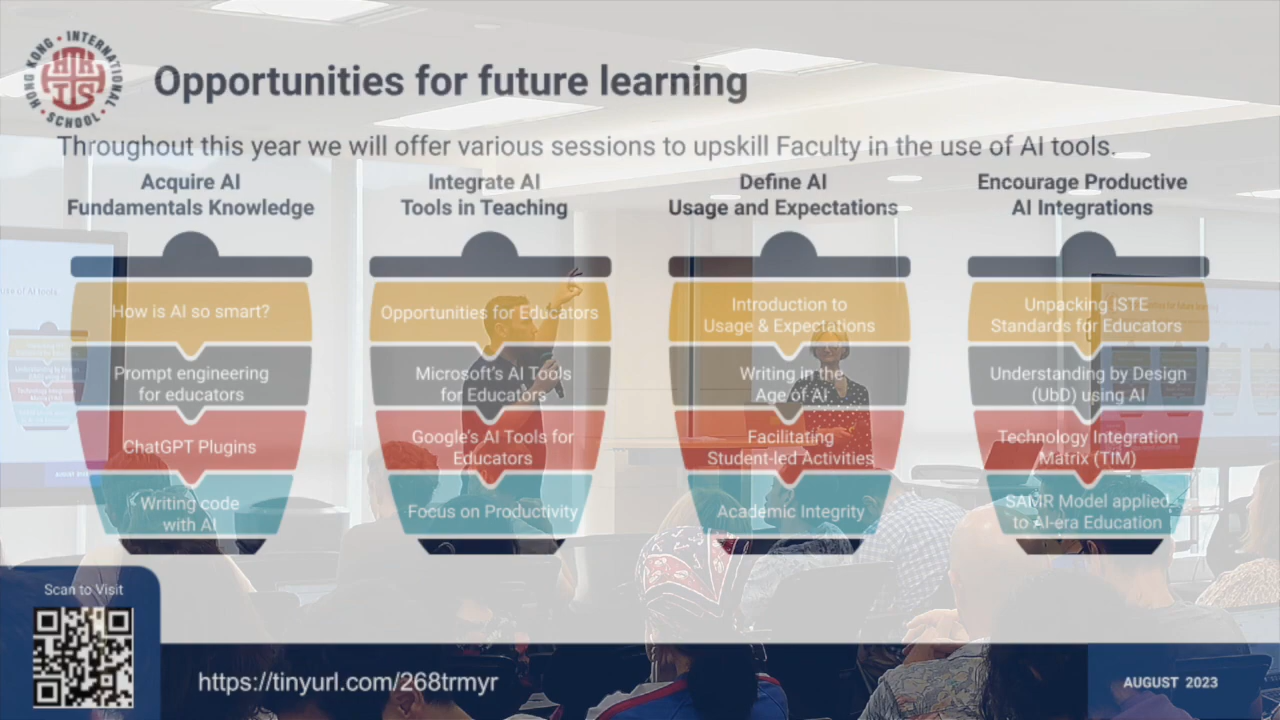 HONG KONG • INTERNATIONAL • SCHOOL
HKIS
Opportunities for future learning
Throughout this year we will offer various sessions to upskill Faculty in the use of AI tools.
Acquire AI
Fundamentals Knowledge
How is AI so smart?
Prompt engineering
for educators
ChatGPT Plugins
Writing code
with AI
Integrate AI
Tools in Teaching
Opportunities for Educators
Microsoft's AI Tools
for Educators
Google's AI Tools for
Educators
Focus on Productivity
Define AI
Usage and Expectations
Introduction to
Usage & Expectations
Writing in the
Age of AI
Facilitating
Student-led Activities
Academic Integrity
Encourage Productive
AI Integrations
Unpacking ISTE
Standards for Educators
Understanding by Design
(UbD) using AI
Technology Integration
Matrix (TIM)
SAMR Model applied
to AI-era Education
use of AI tools.
Scan to Visit
https://tinyurl.com/268trmyr
AUGUST 2023